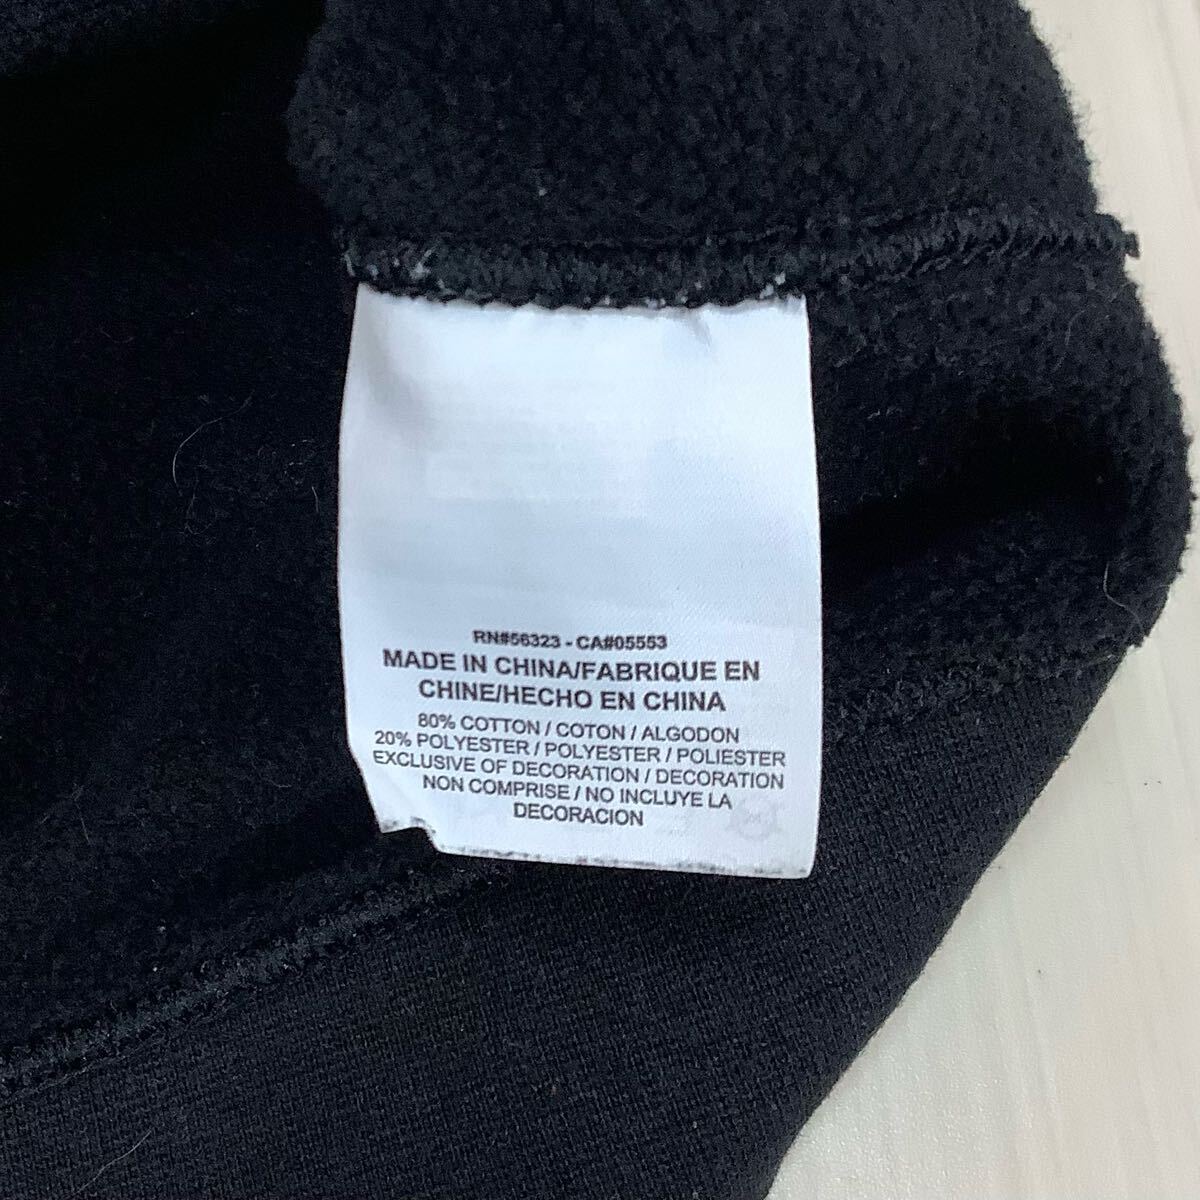 RN#56323 - CA#05553
MADE IN CHINA/FABRIQUE EN
CHINE/HECHO EN CHINA
80% COTTON / COTON / ALGODON
20% POLYESTER / POLYESTER / POLIESTER
EXCLUSIVE OF DECORATION / DECORATION
NON COMPRISE / NO INCLUYE LA
DECORACION